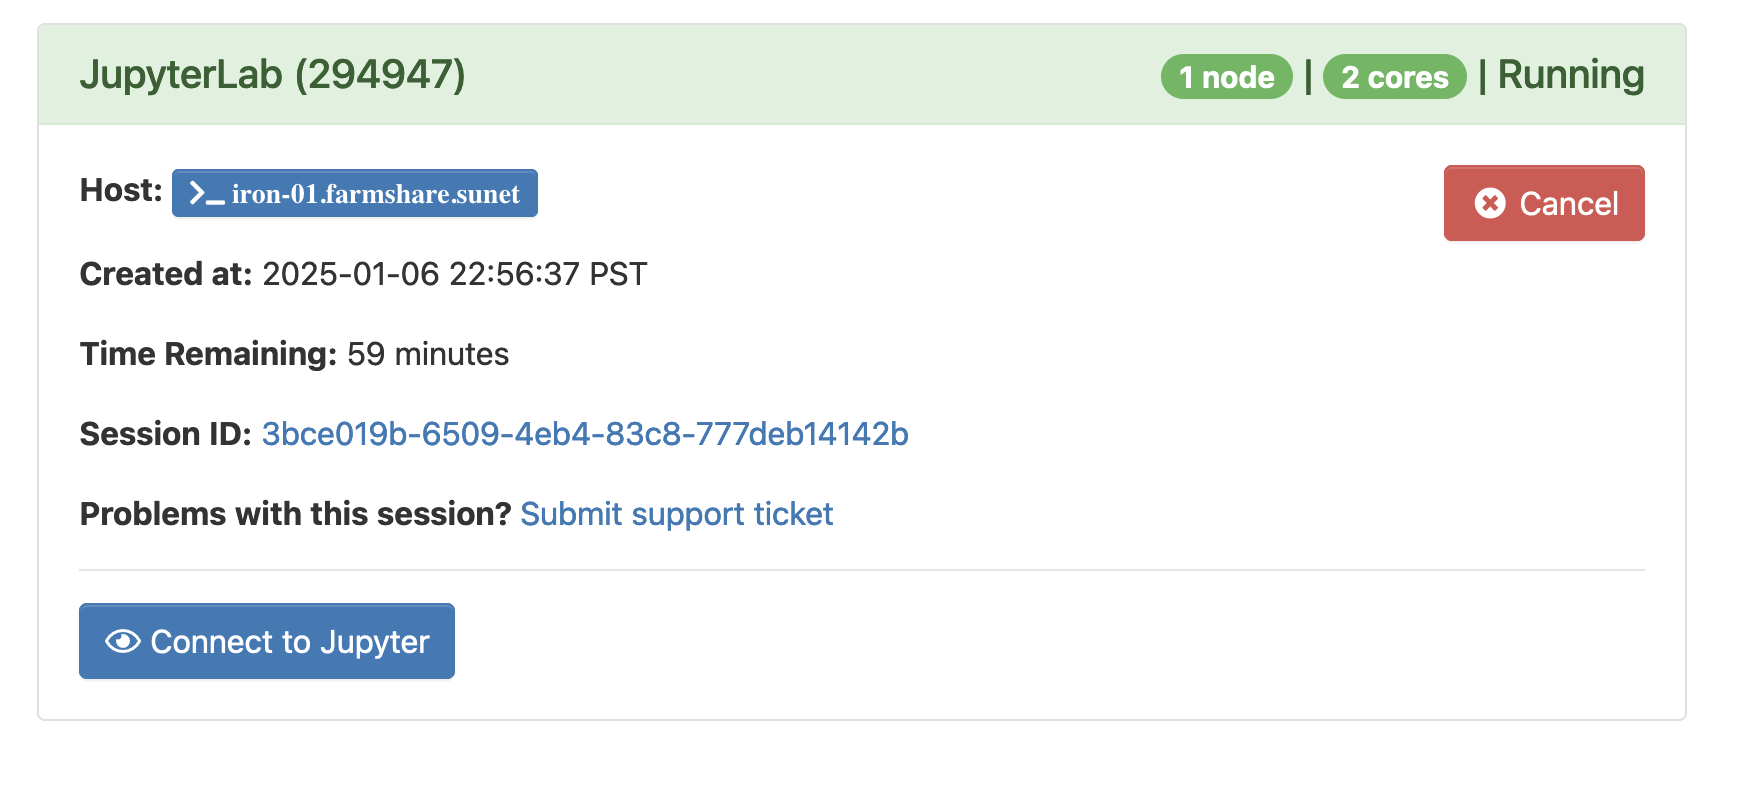 JupyterLab (294947) 1 node | 2 cores | Running
Host: >_ iron-01.farmshare.sunet
Cancel
Created at: 2025-01-06 22:56:37 PST
Time Remaining: 59 minutes
Session ID: 3bce019b-6509-4eb4-83c8-777deb14142b
Problems with this session? Submit support ticket
Connect to Jupyter